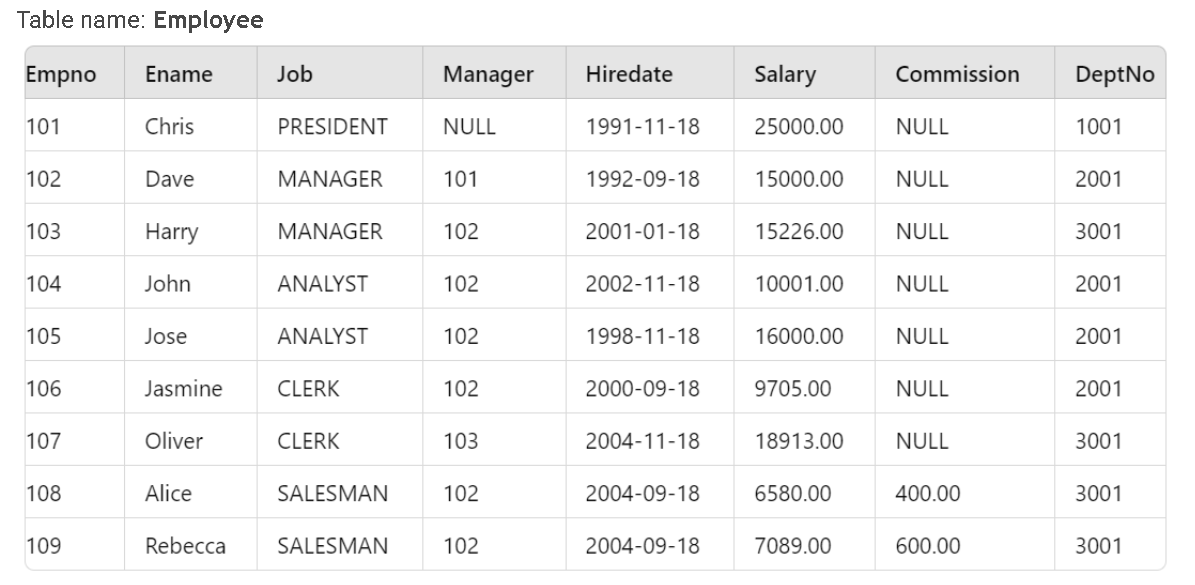 Table name: Employee
Empno Ename Job Manager Hiredate Salary Commission DeptNo
101 Chris PRESIDENT NULL 1991-11-18 25000.00 NULL 1001
102 Dave MANAGER 101 1992-09-18 15000.00 NULL 2001
103 Harry MANAGER 102 2001-01-18 15226.00 NULL 3001
104 John ANALYST 102 2002-11-18 10001.00 NULL 2001
105 Jose ANALYST 102 1998-11-18 16000.00 NULL 2001
106 Jasmine CLERK 102 2000-09-18 9705.00 NULL 2001
107 Oliver CLERK 103 2004-11-18 18913.00 NULL 3001
108 Alice SALESMAN 102 2004-09-18 6580.00 400.00 3001
109 Rebecca SALESMAN 102 2004-09-18 7089.00 600.00 3001